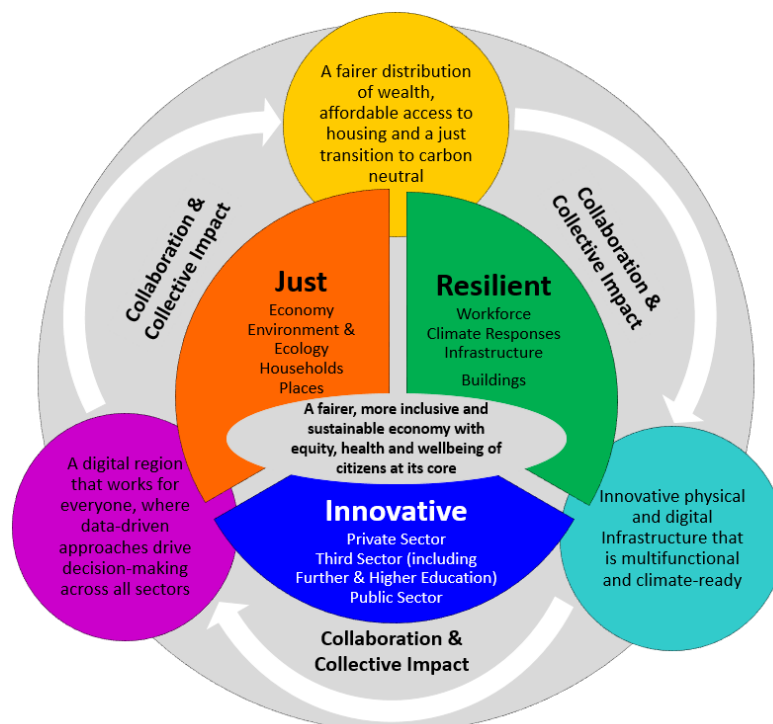 A fairer distribution
of wealth,
affordable access to
housing and a just
transition to carbon
neutral
Collaboration &
Collective Impact
Collaboration &
Collective Impact
Just
Economy
Environment &
Ecology
Households
Places
Resilient
Workforce
Climate Responses
Infrastructure
Buildings
A fairer, more inclusive and
sustainable economy with
equity, health and wellbeing of
citizens at its core
A digital region
that works for
everyone, where
data-driven
approaches drive
decision-making
across all sectors
Innovative
Private Sector
Third Sector (including
Further & Higher Education)
Public Sector
Innovative physical
and digital
Infrastructure that
is multifunctional
and climate-ready
Collaboration &
Collective Impact